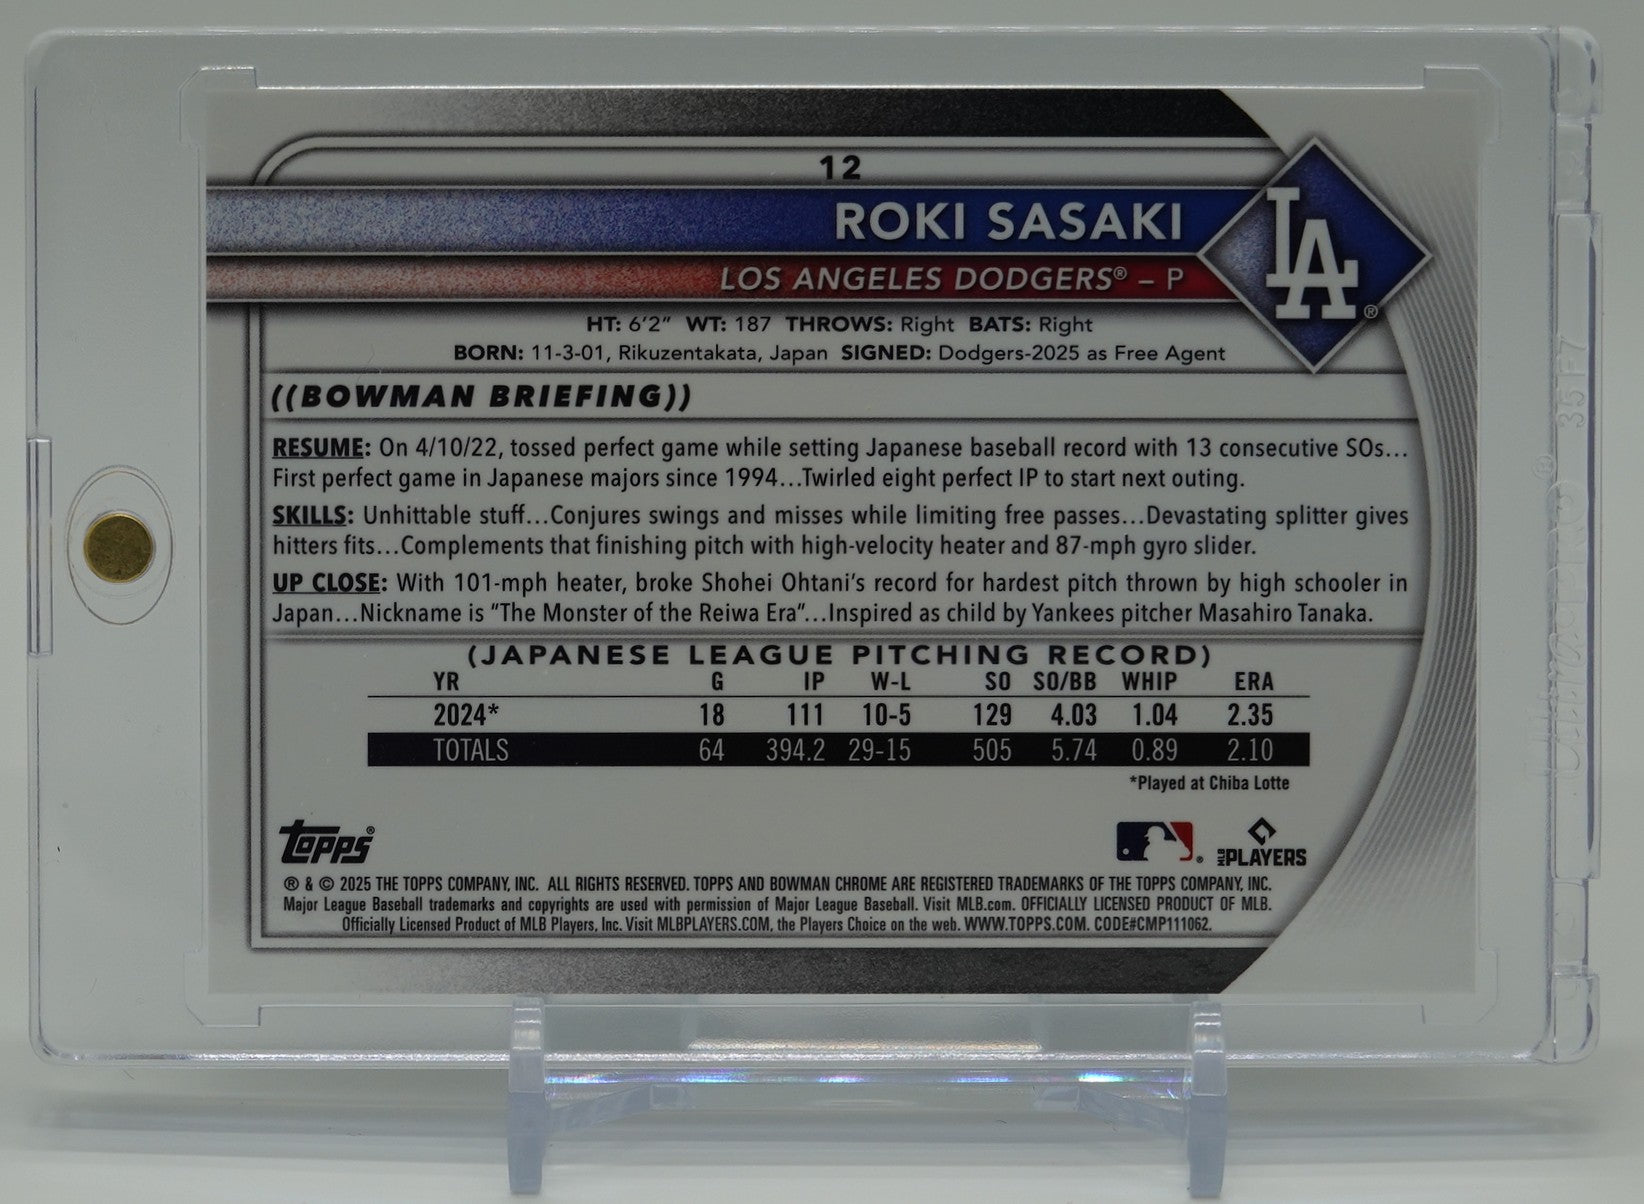 12
ROKI SASAKI
LA®
LOS ANGELES DODGERS® – P
HT: 6'2" WT: 187 THROWS: Right BATS: Right
BORN: 11-3-01, Rikuzentakata, Japan SIGNED: Dodgers-2025 as Free Agent
((BOWMAN BRIEFING))
RESUME: On 4/10/22, tossed perfect game while setting Japanese baseball record with 13 consecutive SOs...
First perfect game in Japanese majors since 1994...Twirled eight perfect IP to start next outing.
SKILLS: Unhittable stuff...Conjures swings and misses while limiting free passes...Devastating splitter gives
hitters fits...Complements that finishing pitch with high-velocity heater and 87-mph gyro slider.
UP CLOSE: With 101-mph heater, broke Shohei Ohtani's record for hardest pitch thrown by high schooler in
Japan...Nickname is "The Monster of the Reiwa Era"...Inspired as child by Yankees pitcher Masahiro Tanaka.
(JAPANESE LEAGUE PITCHING RECORD)
YR G IP W-L SO SO/BB WHIP ERA
2024* 18 111 10-5 129 4.03 1.04 2.35
TOTALS 64 394.2 29-15 505 5.74 0.89 2.10
*Played at Chiba Lotte
Topps®
MLB PLAYERS
® & © 2025 THE TOPPS COMPANY, INC. ALL RIGHTS RESERVED. TOPPS AND BOWMAN CHROME ARE REGISTERED TRADEMARKS OF THE TOPPS COMPANY, INC.
Major League Baseball trademarks and copyrights are used with permission of Major League Baseball. Visit MLB.com. OFFICIALLY LICENSED PRODUCT OF MLB.
Officially Licensed Product of MLB Players, Inc. Visit MLBPLAYERS.COM, the Players Choice on the web. WWW.TOPPS.COM. CODE#CMP111062.
Ultra PRO® 35F7